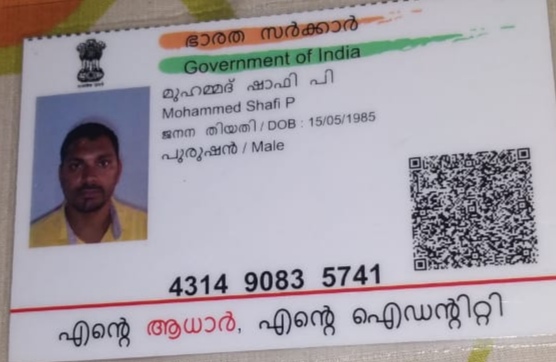 ഭാരത സർക്കാർ
Government of India
മുഹമ്മദ് ഷാഫി പി
Mohammed Shafi P
ജനന തിയതി / DOB : 15/05/1985
പുരുഷൻ / Male
4314 9083 5741
എന്റെ ആധാർ, എന്റെ ഐഡന്റിറ്റി